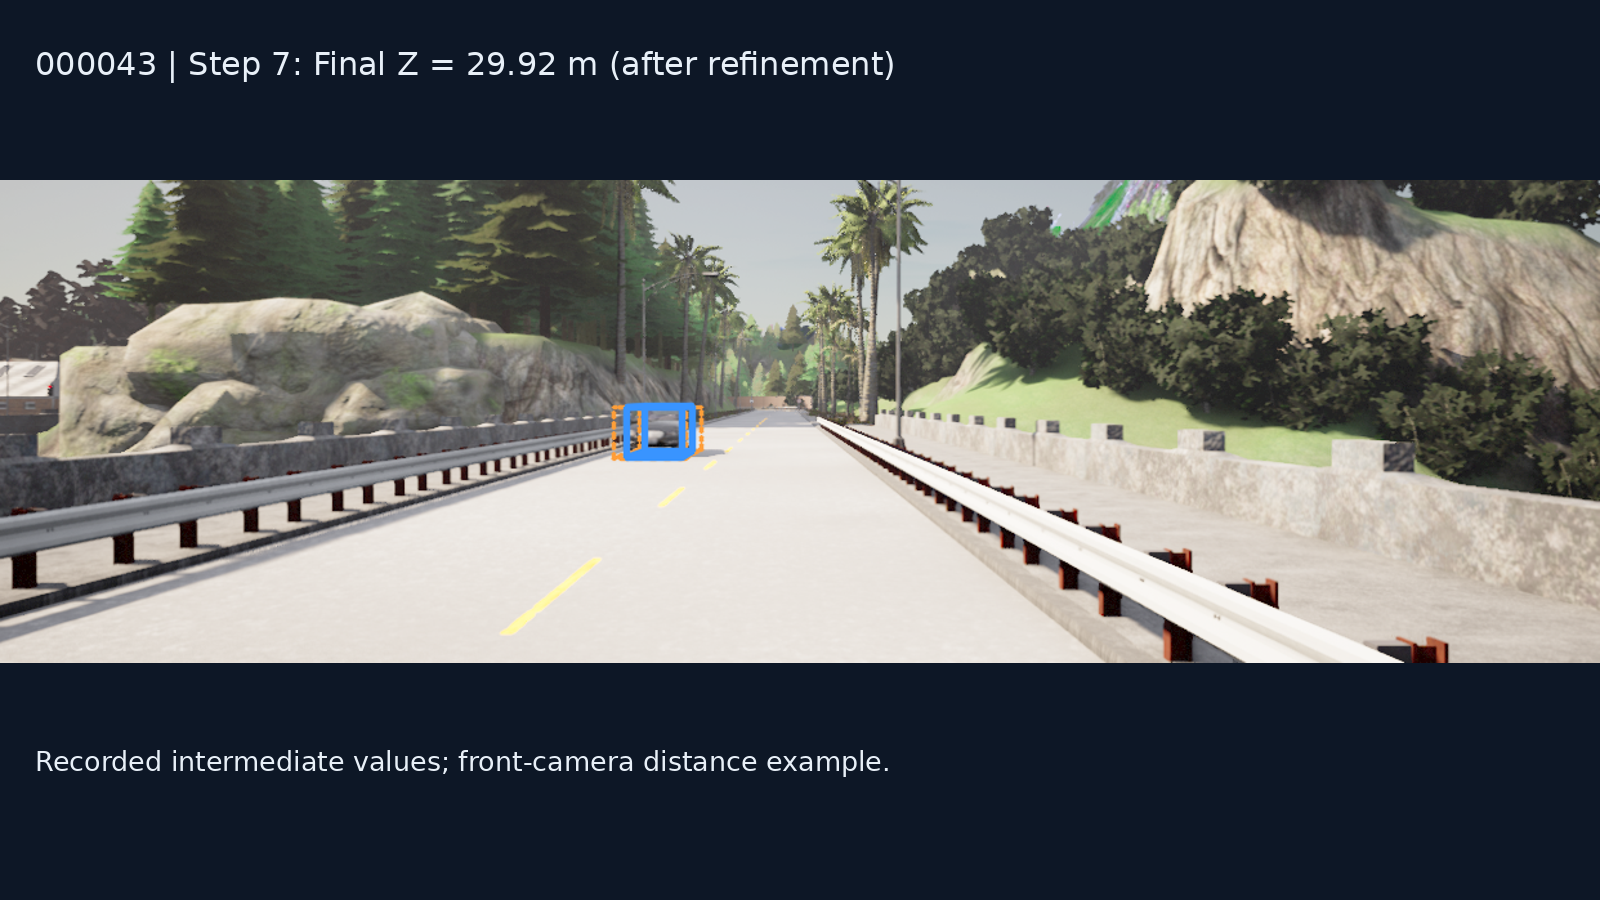 000043 | Step 7: Final Z = 29.92 m (after refinement)
Recorded intermediate values; front-camera distance example.